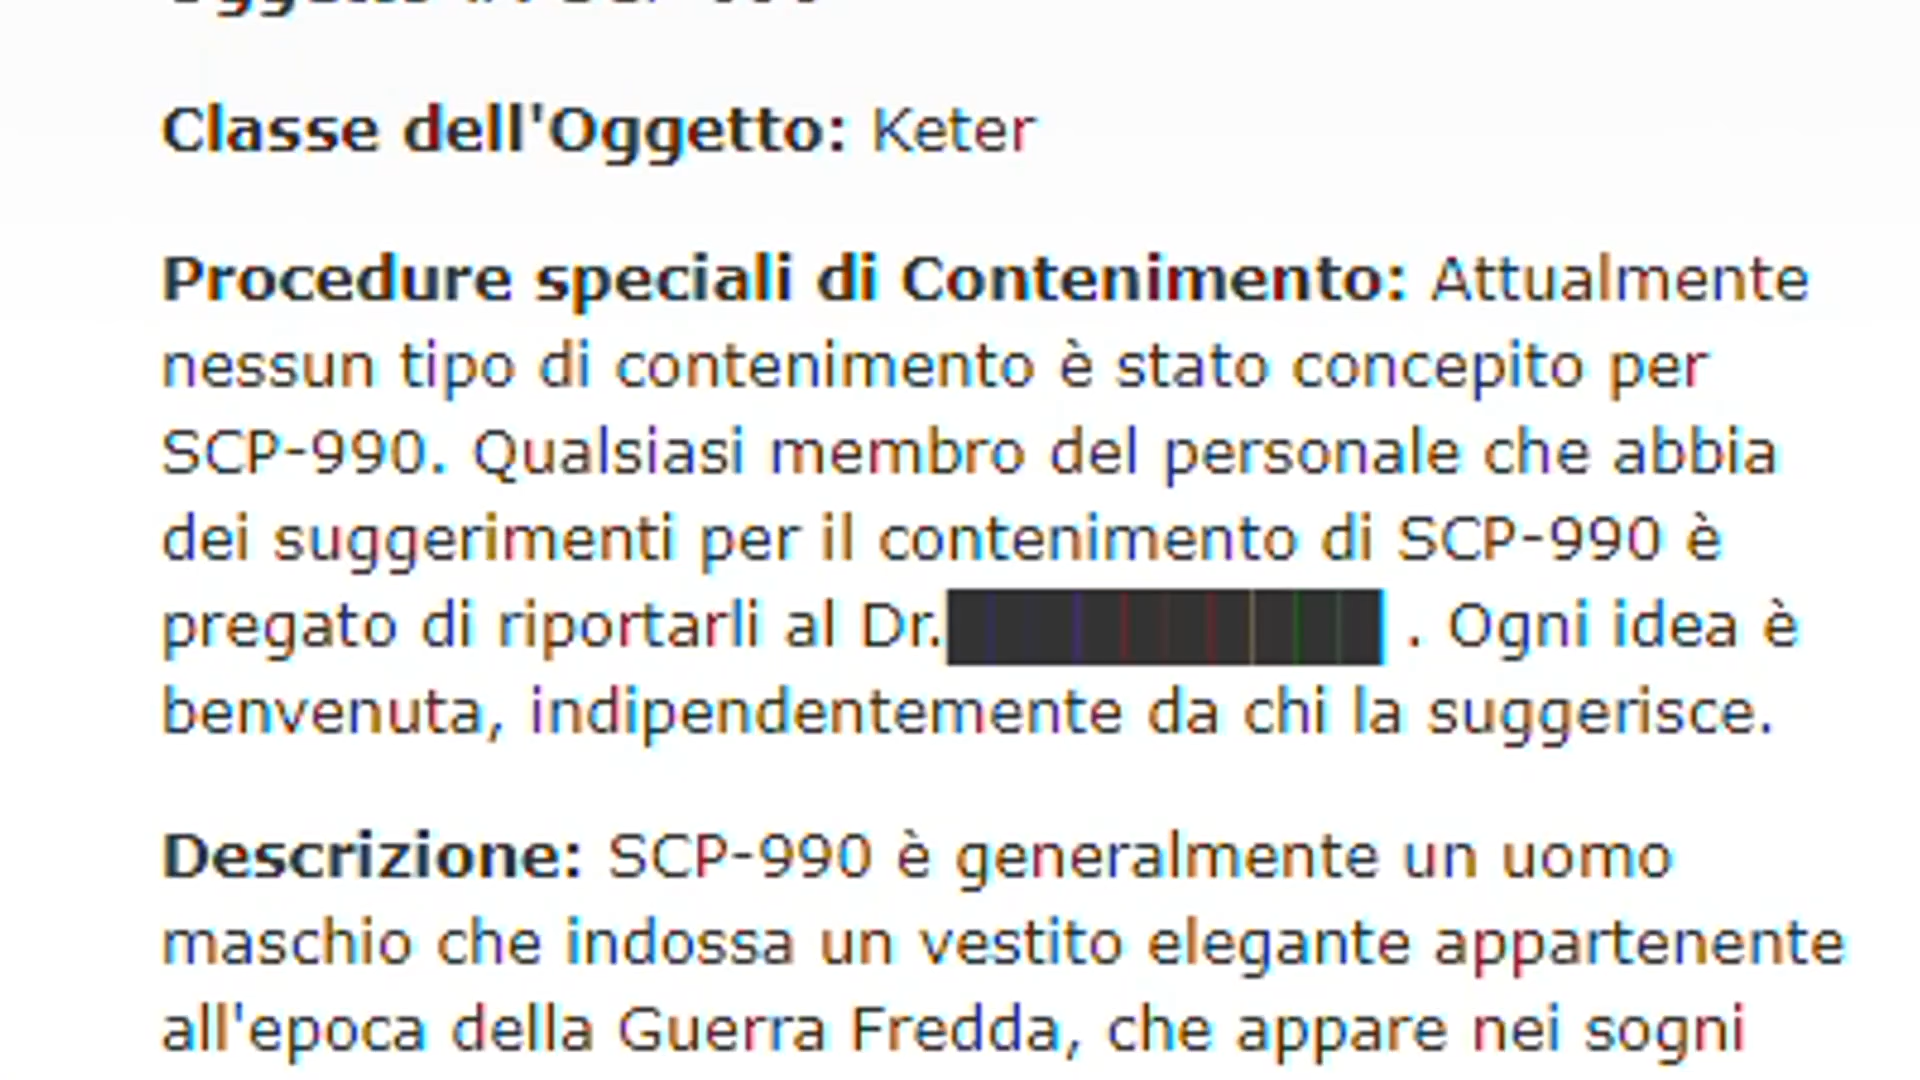 Classe dell'Oggetto: Keter
Procedure speciali di Contenimento: Attualmente
nessun tipo di contenimento è stato concepito per
SCP-990. Qualsiasi membro del personale che abbia
dei suggerimenti per il contenimento di SCP-990 è
pregato di riportarli al Dr.██████████ . Ogni idea è
benvenuta, indipendentemente da chi la suggerisce.
Descrizione: SCP-990 è generalmente un uomo
maschio che indossa un vestito elegante appartenente
all'epoca della Guerra Fredda, che appare nei sogni